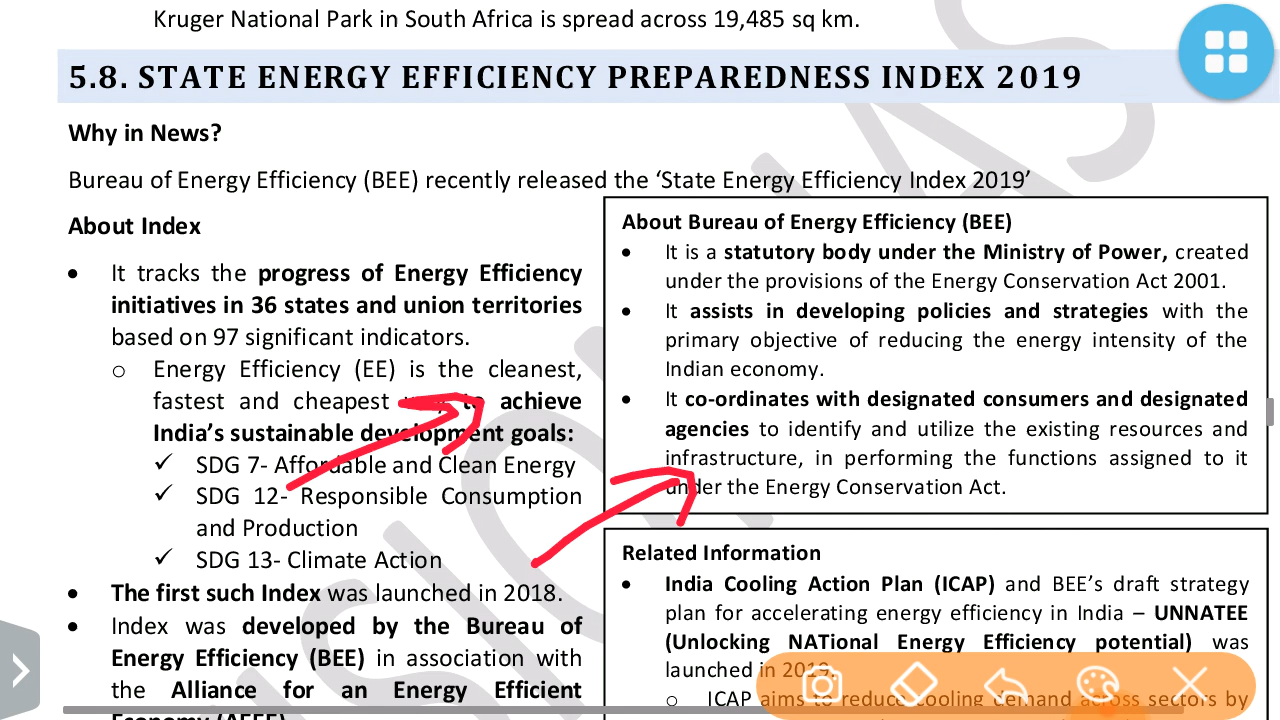 Kruger National Park in South Africa is spread across 19,485 sq km.
5.8. STATE ENERGY EFFICIENCY PREPAREDNESS INDEX 2019
Why in News?
Bureau of Energy Efficiency (BEE) recently released the ‘State Energy Efficiency Index 2019’
About Index
• It tracks the progress of Energy Efficiency
initiatives in 36 states and union territories
based on 97 significant indicators.
o Energy Efficiency (EE) is the cleanest,
fastest and cheapest to achieve
India’s sustainable development goals:
✓ SDG 7- Affordable and Clean Energy
✓ SDG 12- Responsible Consumption
and Production
✓ SDG 13- Climate Action
• The first such Index was launched in 2018.
• Index was developed by the Bureau of
Energy Efficiency (BEE) in association with
the Alliance for an Energy Efficient
Economy (AEEE)
About Bureau of Energy Efficiency (BEE)
• It is a statutory body under the Ministry of Power, created
under the provisions of the Energy Conservation Act 2001.
• It assists in developing policies and strategies with the
primary objective of reducing the energy intensity of the
Indian economy.
• It co-ordinates with designated consumers and designated
agencies to identify and utilize the existing resources and
infrastructure, in performing the functions assigned to it
under the Energy Conservation Act.
Related Information
• India Cooling Action Plan (ICAP) and BEE’s draft strategy
plan for accelerating energy efficiency in India – UNNATEE
(Unlocking NATional Energy Efficiency potential) was
launched in 2019.
o ICAP aims to reduce cooling demand across sectors by